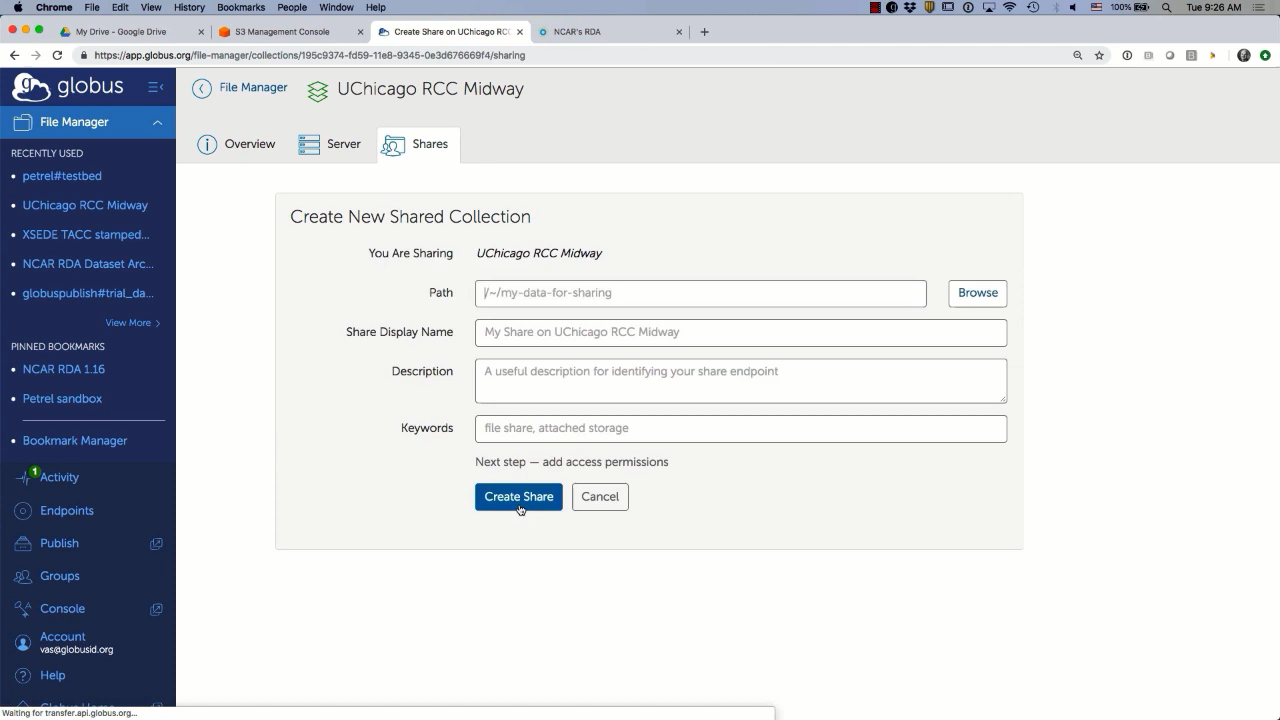 Chrome File Edit View History Bookmarks People Window Help 100% Tue 9:26 AM
My Drive - Google Drive × S3 Management Console × Create Share on UChicago RCC × NCAR's RDA × +
https://app.globus.org/file-manager/collections/195c9374-fd59-11e8-9345-0e3d676669f4/sharing
globus
File Manager
RECENTLY USED
petrel#testbed
UChicago RCC Midway
XSEDE TACC stamped...
NCAR RDA Dataset Arc...
globuspublish#trial_da...
View More
PINNED BOOKMARKS
NCAR RDA 1.16
Petrel sandbox
Bookmark Manager
1
Activity
Endpoints
Publish
Groups
Console
Account
vas@globusid.org
Help
Globus Home
File Manager UChicago RCC Midway
Overview Server Shares
Create New Shared Collection
You Are Sharing UChicago RCC Midway
Path /~/my-data-for-sharing Browse
Share Display Name My Share on UChicago RCC Midway
Description A useful description for identifying your share endpoint
Keywords file share, attached storage
Next step — add access permissions
Create Share Cancel
Waiting for transfer.api.globus.org...